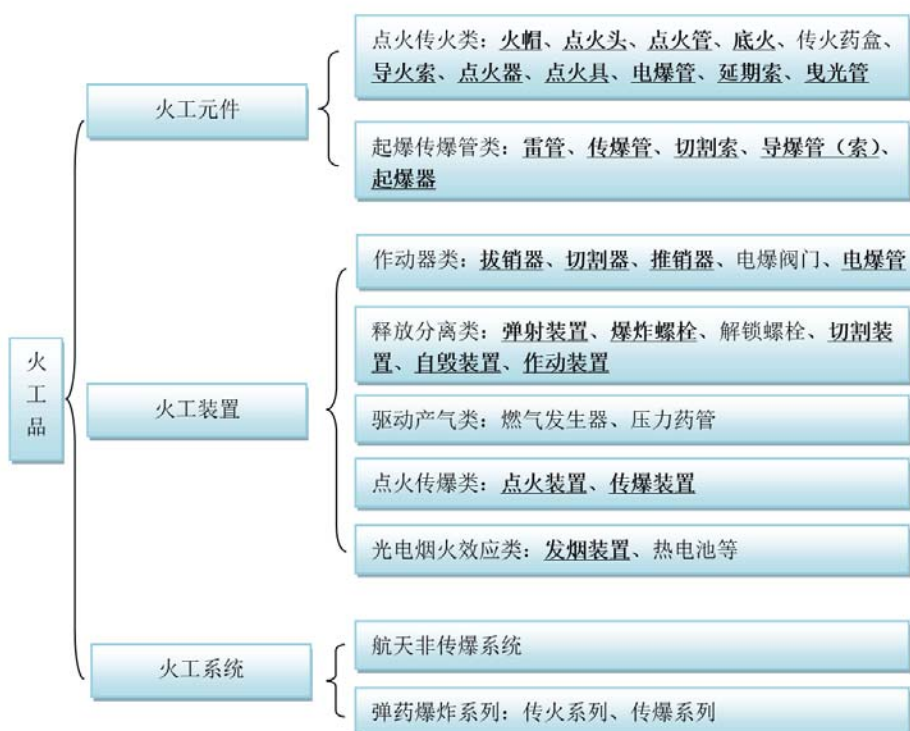 点火传火类：火帽、点火头、点火管、底火、传火药盒、
导火索、点火器、点火具、电爆管、延期索、曳光管
火工元件
起爆传爆管类：雷管、传爆管、切割索、导爆管（索）、
起爆器
作动器类：拔销器、切割器、推销器、电爆阀门、电爆管
释放分离类：弹射装置、爆炸螺栓、解锁螺栓、切割装
置、自毁装置、作动装置
火工品
火工装置
驱动产气类：燃气发生器、压力药管
点火传爆类：点火装置、传爆装置
光电烟火效应类：发烟装置、热电池等
火工系统
航天非传爆系统
弹药爆炸系列：传火系列、传爆系列